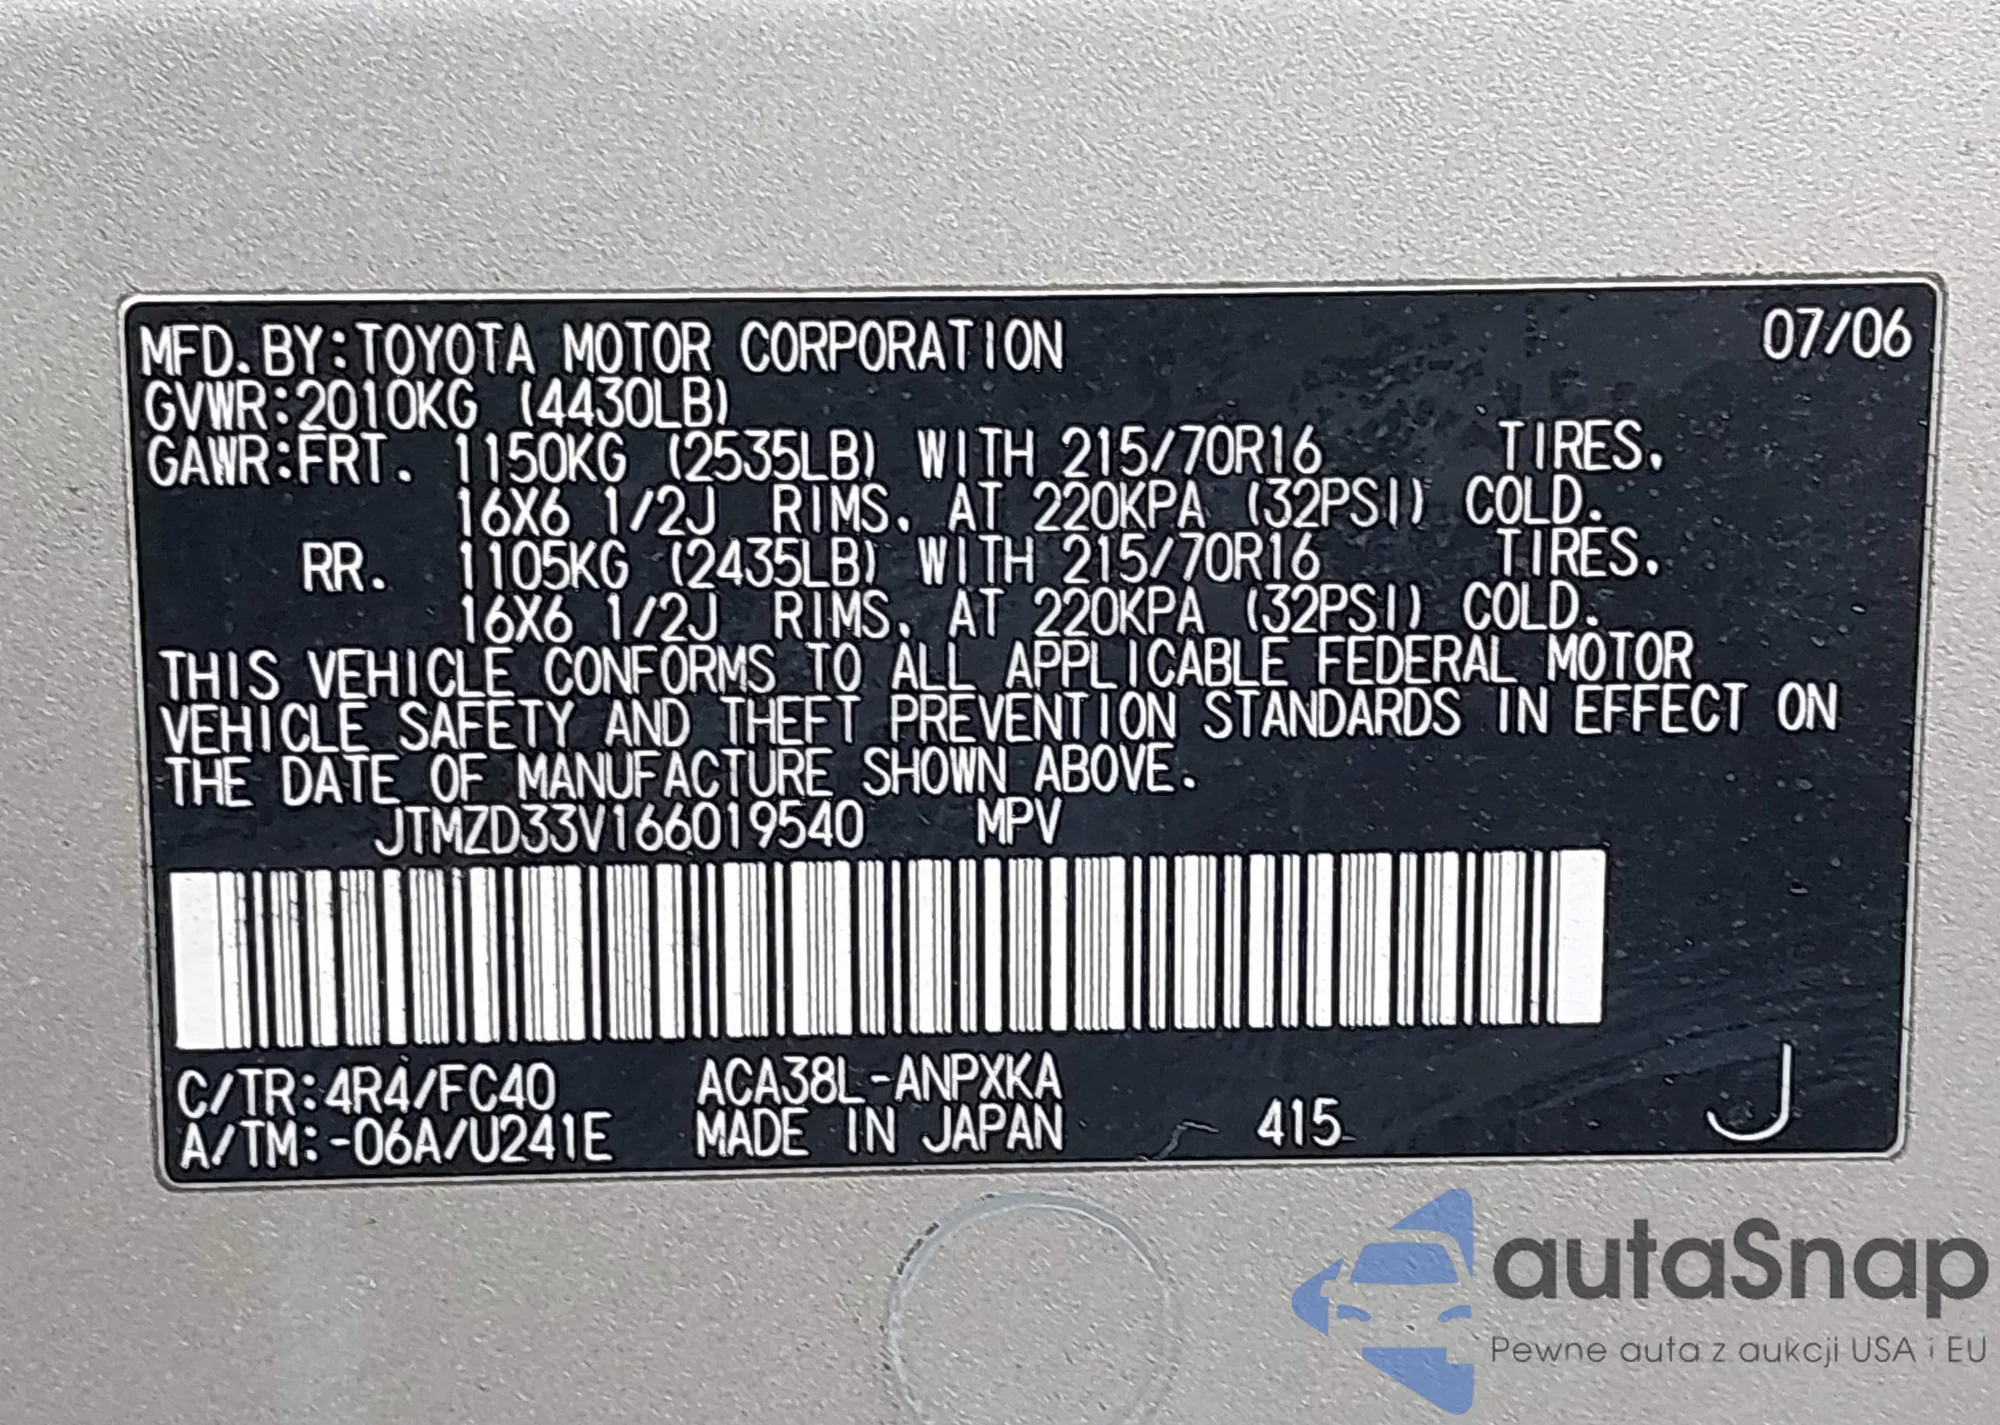 MFD.BY:TOYOTA MOTOR CORPORATION 07/06
GVWR:2010KG (4430LB)
GAWR:FRT. 1150KG (2535LB) WITH 215/70R16 TIRES.
16X6 1/2J RIMS. AT 220KPA (32PSI) COLD.
RR. 1105KG (2435LB) WITH 215/70R16 TIRES.
16X6 1/2J RIMS. AT 220KPA (32PSI) COLD.
THIS VEHICLE CONFORMS TO ALL APPLICABLE FEDERAL MOTOR
VEHICLE SAFETY AND THEFT PREVENTION STANDARDS IN EFFECT ON
THE DATE OF MANUFACTURE SHOWN ABOVE.
JTMZD33V166019540 MPV
C/TR:4R4/FC40 ACA38L-ANPXKA
A/TM:-06A/U241E MADE IN JAPAN 415 J
autaSnap
Pewne auta z aukcji USA i EU